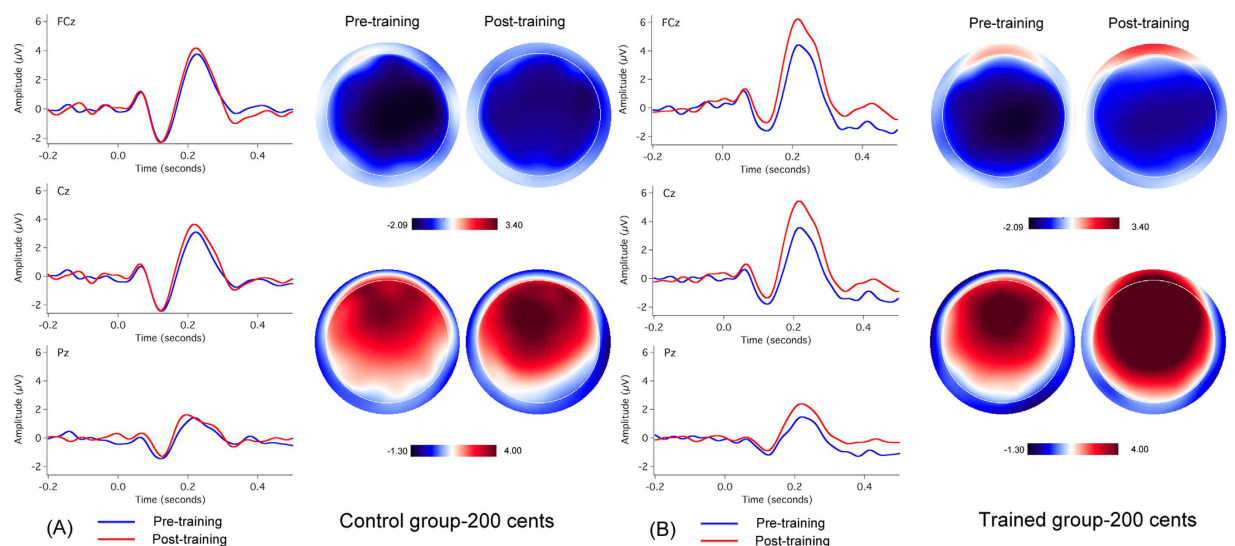 (A)
FCz
Amplitude (µV)
6
4
2
0
-2
-0.2 0.0 0.2 0.4
Time (seconds)
Cz
Amplitude (µV)
6
4
2
0
-2
-0.2 0.0 0.2 0.4
Time (seconds)
Pz
Amplitude (µV)
6
4
2
0
-2
-0.2 0.0 0.2 0.4
Time (seconds)
Pre-training
Post-training
Pre-training Post-training
-2.09 3.40
-1.30 4.00
Control group-200 cents
(B)
FCz
Amplitude (µV)
6
4
2
0
-2
-0.2 0.0 0.2 0.4
Time (seconds)
Cz
Amplitude (µV)
6
4
2
0
-2
-0.2 0.0 0.2 0.4
Time (seconds)
Pz
Amplitude (µV)
6
4
2
0
-2
-0.2 0.0 0.2 0.4
Time (seconds)
Pre-training
Post-training
Pre-training Post-training
-2.09 3.40
-1.30 4.00
Trained group-200 cents